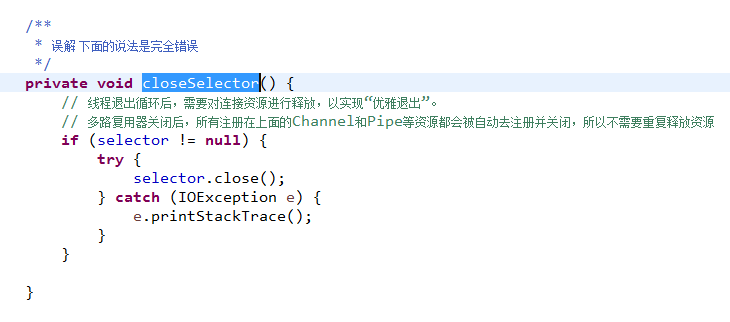 /**
 * 误解 下面的说法是完全错误
 */
private void closeSelector() {
    // 线程退出循环后，需要对连接资源进行释放，以实现“优雅退出”。
    // 多路复用器关闭后，所有注册在上面的Channel和Pipe等资源都会被自动去注册并关闭，所以不需要重复释放资源
    if (selector != null) {
        try {
            selector.close();
        } catch (IOException e) {
            e.printStackTrace();
        }
    }
}